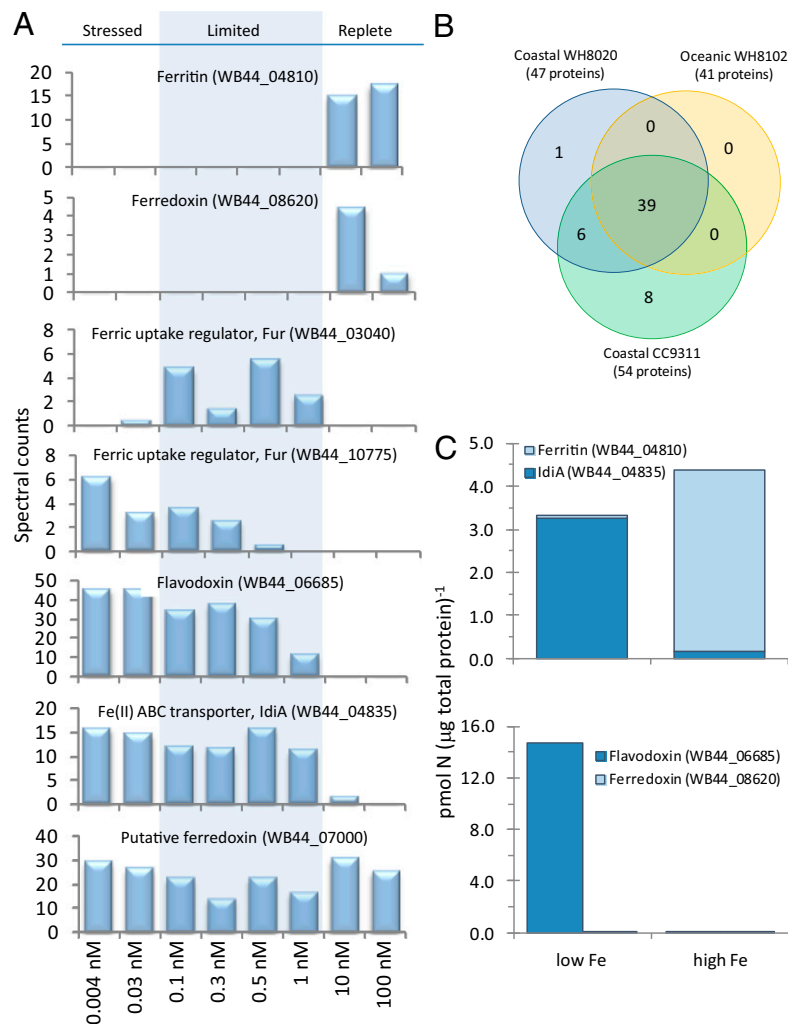 A
Stressed Limited Replete
Spectral counts
Ferritin (WB44_04810)
20
15
10
5
0
Ferredoxin (WB44_08620)
5
4
3
2
1
0
Ferric uptake regulator, Fur (WB44_03040)
8
6
4
2
0
Ferric uptake regulator, Fur (WB44_10775)
8
6
4
2
0
Flavodoxin (WB44_06685)
50
40
30
20
10
0
Fe(II) ABC transporter, IdiA (WB44_04835)
20
15
10
5
0
Putative ferredoxin (WB44_07000)
40
30
20
10
0
0.004 nM
0.03 nM
0.1 nM
0.3 nM
0.5 nM
1 nM
10 nM
100 nM
B
Coastal WH8020
(47 proteins)
Oceanic WH8102
(41 proteins)
1
0
0
39
6
0
8
Coastal CC9311
(54 proteins)
C
pmol N (µg total protein)⁻¹
5.0
4.0
3.0
2.0
1.0
0.0
Ferritin (WB44_04810)
IdiA (WB44_04835)
16.0
12.0
8.0
4.0
0.0
Flavodoxin (WB44_06685)
Ferredoxin (WB44_08620)
low Fe
high Fe